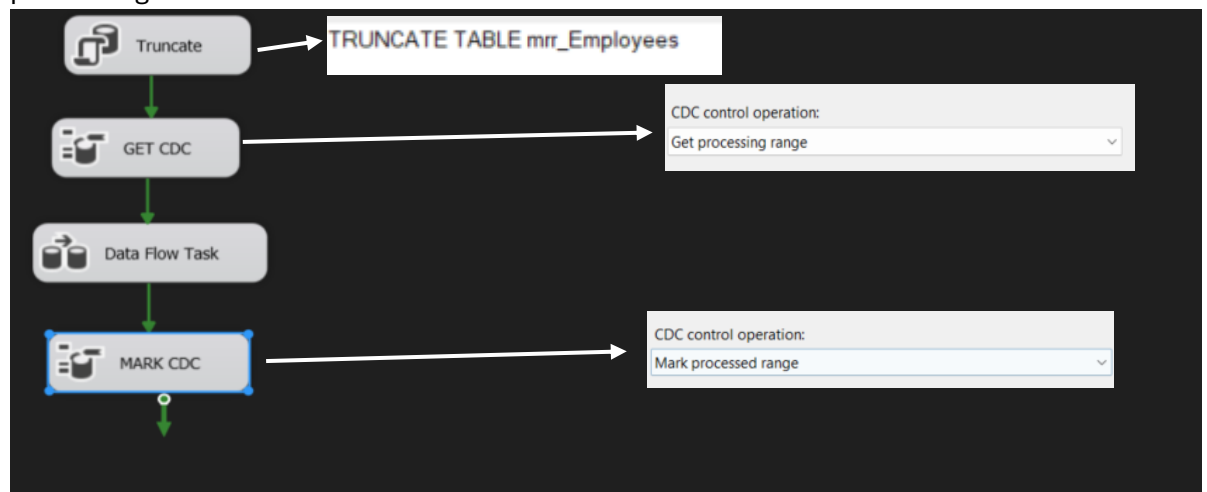 Truncate
TRUNCATE TABLE mrr_Employees
CDC control operation:
Get processing range
GET CDC
Data Flow Task
CDC control operation:
Mark processed range
MARK CDC